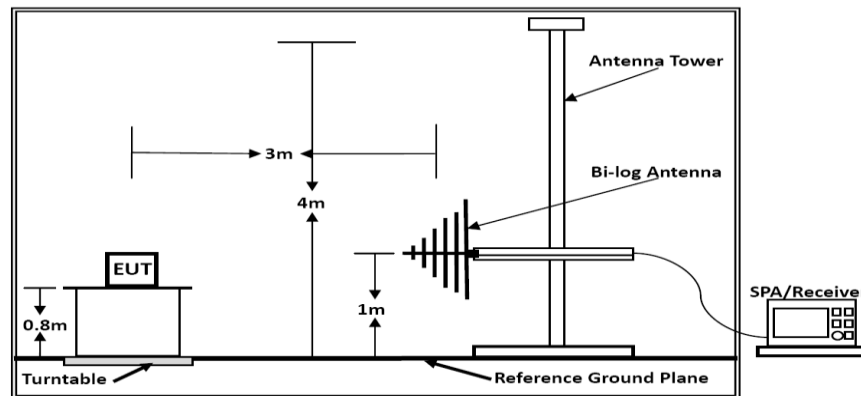 Antenna Tower
3m
Bi-log Antenna
4m
EUT
SPA/Receive
0.8m
1m
Turntable
Reference Ground Plane